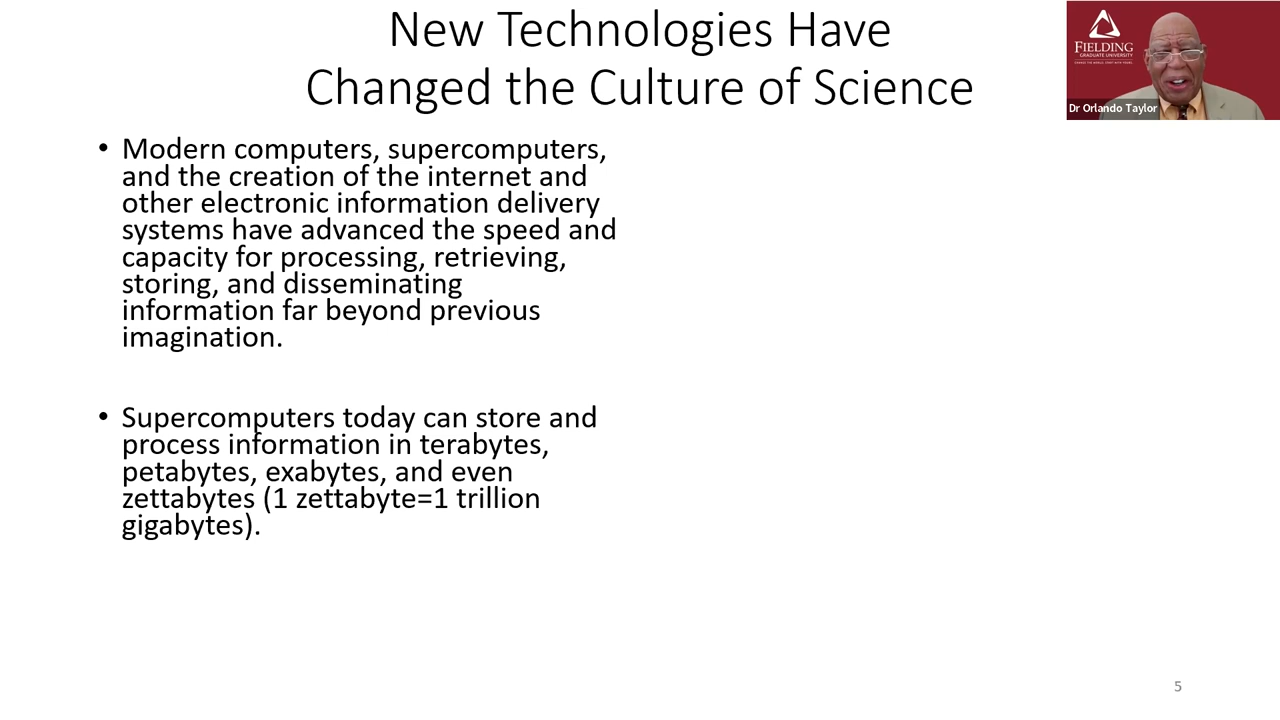 New Technologies Have
Changed the Culture of Science
FIELDING
GRADUATE UNIVERSITY
Dr Orlando Taylor
• Modern computers, supercomputers,
and the creation of the internet and
other electronic information delivery
systems have advanced the speed and
capacity for processing, retrieving,
storing, and disseminating
information far beyond previous
imagination.
• Supercomputers today can store and
process information in terabytes,
petabytes, exabytes, and even
zettabytes (1 zettabyte=1 trillion
gigabytes).
5